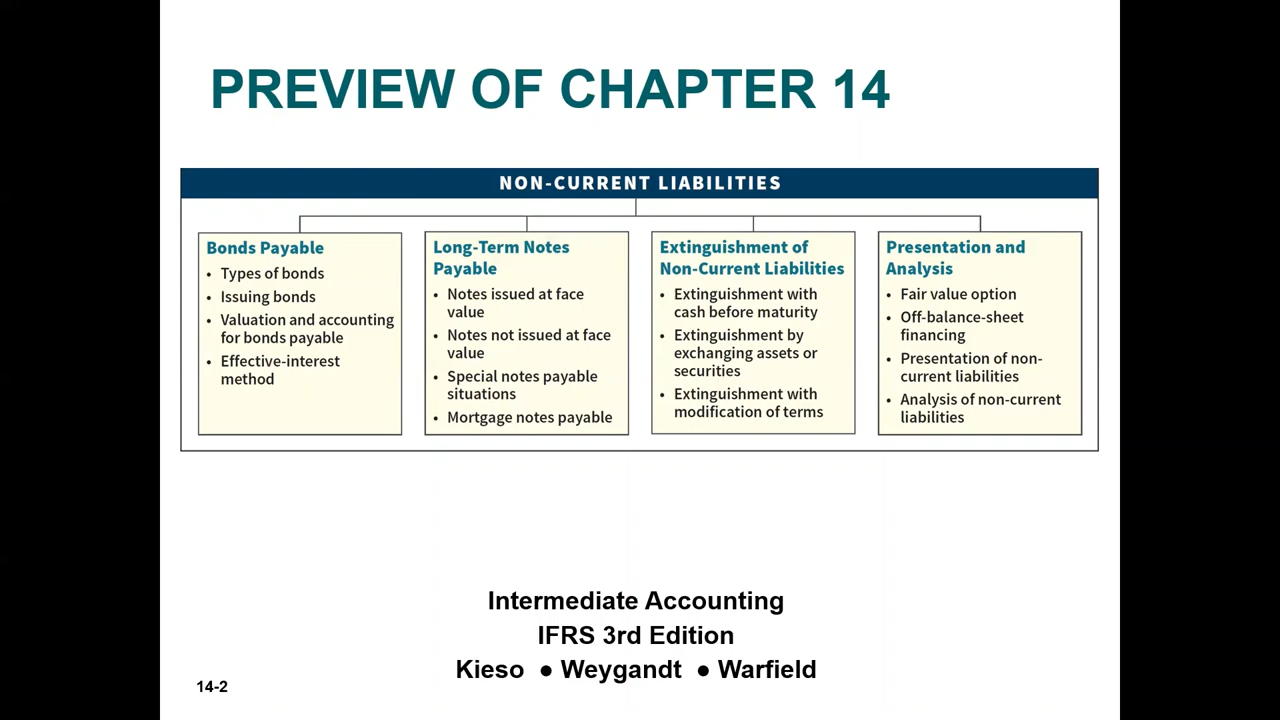 PREVIEW OF CHAPTER 14
NON-CURRENT LIABILITIES
Bonds Payable
• Types of bonds
• Issuing bonds
• Valuation and accounting
for bonds payable
• Effective-interest
method
Long-Term Notes
Payable
• Notes issued at face
value
• Notes not issued at face
value
• Special notes payable
situations
• Mortgage notes payable
Extinguishment of
Non-Current Liabilities
• Extinguishment with
cash before maturity
• Extinguishment by
exchanging assets or
securities
• Extinguishment with
modification of terms
Presentation and
Analysis
• Fair value option
• Off-balance-sheet
financing
• Presentation of non-
current liabilities
• Analysis of non-current
liabilities
Intermediate Accounting
IFRS 3rd Edition
Kieso ● Weygandt ● Warfield
14-2